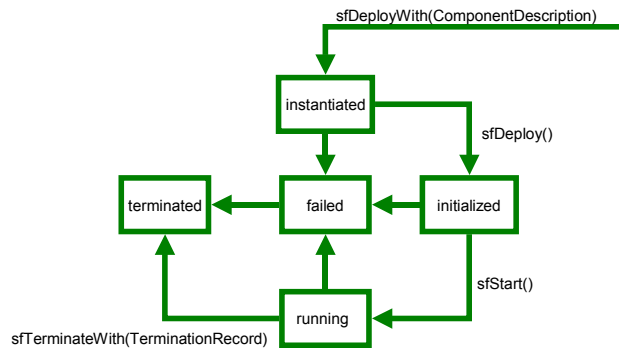 sfDeployWith(ComponentDescription)
instantiated
sfDeploy()
terminated
failed
initialized
sfStart()
running
sfTerminateWith(TerminationRecord)